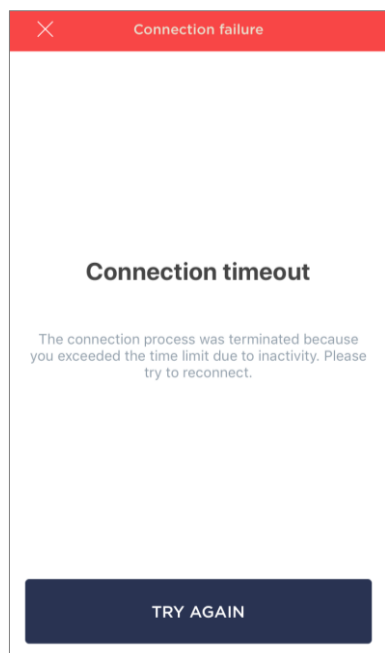 Connection failure
Connection timeout
The connection process was terminated because
you exceeded the time limit due to inactivity. Please
try to reconnect.
TRY AGAIN